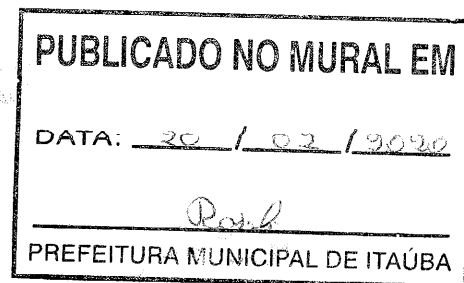 PUBLICADO NO MURAL EM
DATA: 20 / 02 / 2020
PREFEITURA MUNICIPAL DE ITAÚBA